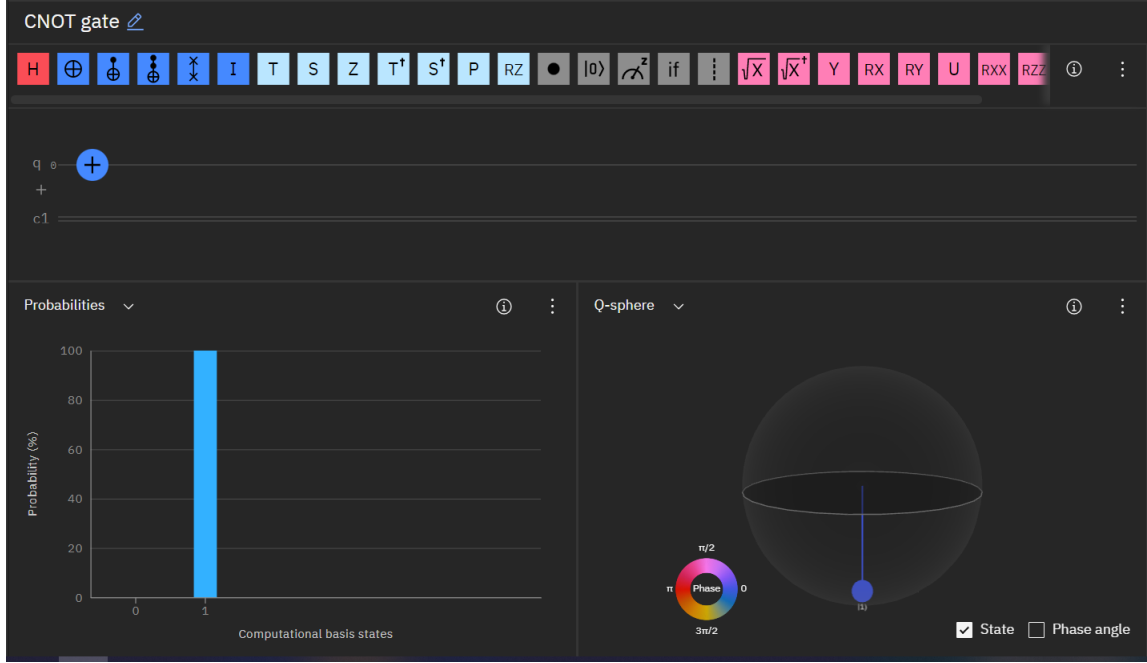 CNOT gate
H T S Z T† S† P RZ |0⟩ z if √X √X† Y RX RY U RXX RZZ
I
q 0
+
c1
Probabilities
Q-sphere
100
80
60
40
20
0
Probability (%)
0 1
Computational basis states
π/2
π Phase 0
3π/2
|1⟩
State Phase angle